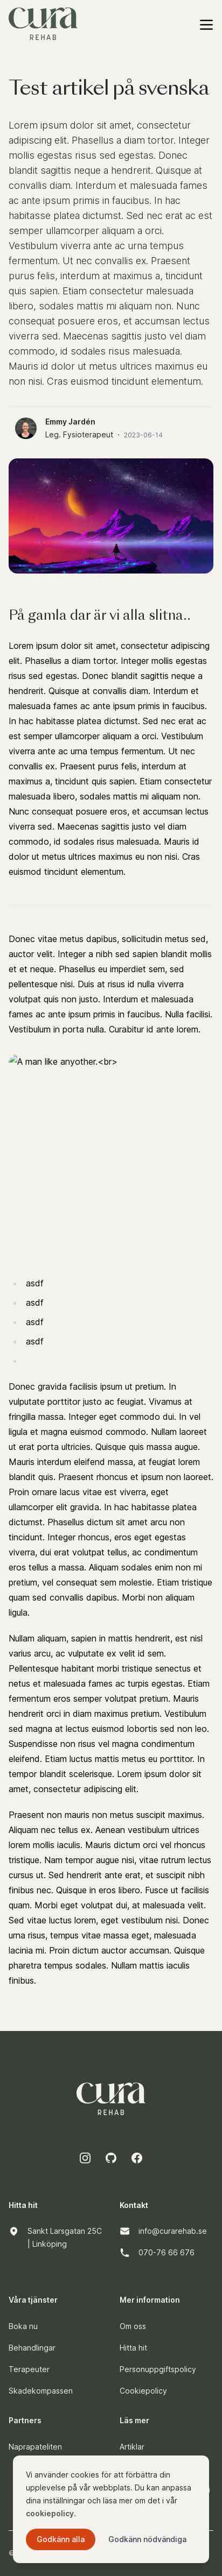 cura
REHAB
Test artikel på svenska
Lorem ipsum dolor sit amet, consectetur
adipiscing elit. Phasellus a diam tortor. Integer
mollis egestas risus sed egestas. Donec
blandit sagittis neque a hendrerit. Quisque at
convallis diam. Interdum et malesuada fames
ac ante ipsum primis in faucibus. In hac
habitasse platea dictumst. Sed nec erat ac est
semper ullamcorper aliquam a orci.
Vestibulum viverra ante ac urna tempus
fermentum. Ut nec convallis ex. Praesent
purus felis, interdum at maximus a, tincidunt
quis sapien. Etiam consectetur malesuada
libero, sodales mattis mi aliquam non. Nunc
consequat posuere eros, et accumsan lectus
viverra sed. Maecenas sagittis justo vel diam
commodo, id sodales risus malesuada.
Mauris id dolor ut metus ultrices maximus eu
non nisi. Cras euismod tincidunt elementum.
Emmy Jardén
Leg. Fysioterapeut · 2023-06-14
På gamla dar är vi alla slitna..
Lorem ipsum dolor sit amet, consectetur adipiscing
elit. Phasellus a diam tortor. Integer mollis egestas
risus sed egestas. Donec blandit sagittis neque a
hendrerit. Quisque at convallis diam. Interdum et
malesuada fames ac ante ipsum primis in faucibus.
In hac habitasse platea dictumst. Sed nec erat ac
est semper ullamcorper aliquam a orci. Vestibulum
viverra ante ac urna tempus fermentum. Ut nec
convallis ex. Praesent purus felis, interdum at
maximus a, tincidunt quis sapien. Etiam consectetur
malesuada libero, sodales mattis mi aliquam non.
Nunc consequat posuere eros, et accumsan lectus
viverra sed. Maecenas sagittis justo vel diam
commodo, id sodales risus malesuada. Mauris id
dolor ut metus ultrices maximus eu non nisi. Cras
euismod tincidunt elementum.
Donec vitae metus dapibus, sollicitudin metus sed,
auctor velit. Integer a nibh sed sapien blandit mollis
et et neque. Phasellus eu imperdiet sem, sed
pellentesque nisi. Duis at risus id nulla viverra
volutpat quis non justo. Interdum et malesuada
fames ac ante ipsum primis in faucibus. Nulla facilisi.
Vestibulum in porta nulla. Curabitur id ante lorem.
A man like anyother.<br>
asdf
asdf
asdf
asdf
Donec gravida facilisis ipsum ut pretium. In
vulputate porttitor justo ac feugiat. Vivamus at
fringilla massa. Integer eget commodo dui. In vel
ligula et magna euismod commodo. Nullam laoreet
ut erat porta ultricies. Quisque quis massa augue.
Mauris interdum eleifend massa, at feugiat lorem
blandit quis. Praesent rhoncus et ipsum non laoreet.
Proin ornare lacus vitae est viverra, eget
ullamcorper elit gravida. In hac habitasse platea
dictumst. Phasellus dictum sit amet arcu non
tincidunt. Integer rhoncus, eros eget egestas
viverra, dui erat volutpat tellus, ac condimentum
eros tellus a massa. Aliquam sodales enim non mi
pretium, vel consequat sem molestie. Etiam tristique
quam sed convallis dapibus. Morbi non aliquam
ligula.
Nullam aliquam, sapien in mattis hendrerit, est nisl
varius arcu, ac vulputate ex velit id sem.
Pellentesque habitant morbi tristique senectus et
netus et malesuada fames ac turpis egestas. Etiam
fermentum eros semper volutpat pretium. Mauris
hendrerit orci in diam maximus pretium. Vestibulum
sed magna at lectus euismod lobortis sed non leo.
Suspendisse non risus vel magna condimentum
eleifend. Etiam luctus mattis metus eu porttitor. In
tempor blandit scelerisque. Lorem ipsum dolor sit
amet, consectetur adipiscing elit.
Praesent non mauris non metus suscipit maximus.
Aliquam nec tellus ex. Aenean vestibulum ultrices
lorem mollis iaculis. Mauris dictum orci vel rhoncus
tristique. Nam tempor augue nisi, vitae rutrum lectus
cursus ut. Sed hendrerit ante erat, et suscipit nibh
finibus nec. Quisque in eros libero. Fusce ut facilisis
quam. Morbi eget volutpat dui, at malesuada velit.
Sed vitae luctus lorem, eget vestibulum nisi. Donec
urna risus, tempus vitae massa eget, malesuada
lacinia mi. Proin dictum auctor accumsan. Quisque
pharetra tempus sodales. Nullam mattis iaculis
finibus.
cura
REHAB
Hitta hit
Sankt Larsgatan 25C
| Linköping
Kontakt
info@curarehab.se
070-76 66 676
Våra tjänster
Boka nu
Behandlingar
Terapeuter
Skadekompassen
Mer information
Om oss
Hitta hit
Personuppgiftspolicy
Cookiepolicy
Partners
Naprapateliten
Läs mer
Artiklar
Vi använder cookies för att förbättra din
upplevelse på vår webbplats. Du kan anpassa
dina inställningar och läsa mer om det i vår
cookiepolicy.
Godkänn alla
Godkänn nödvändiga